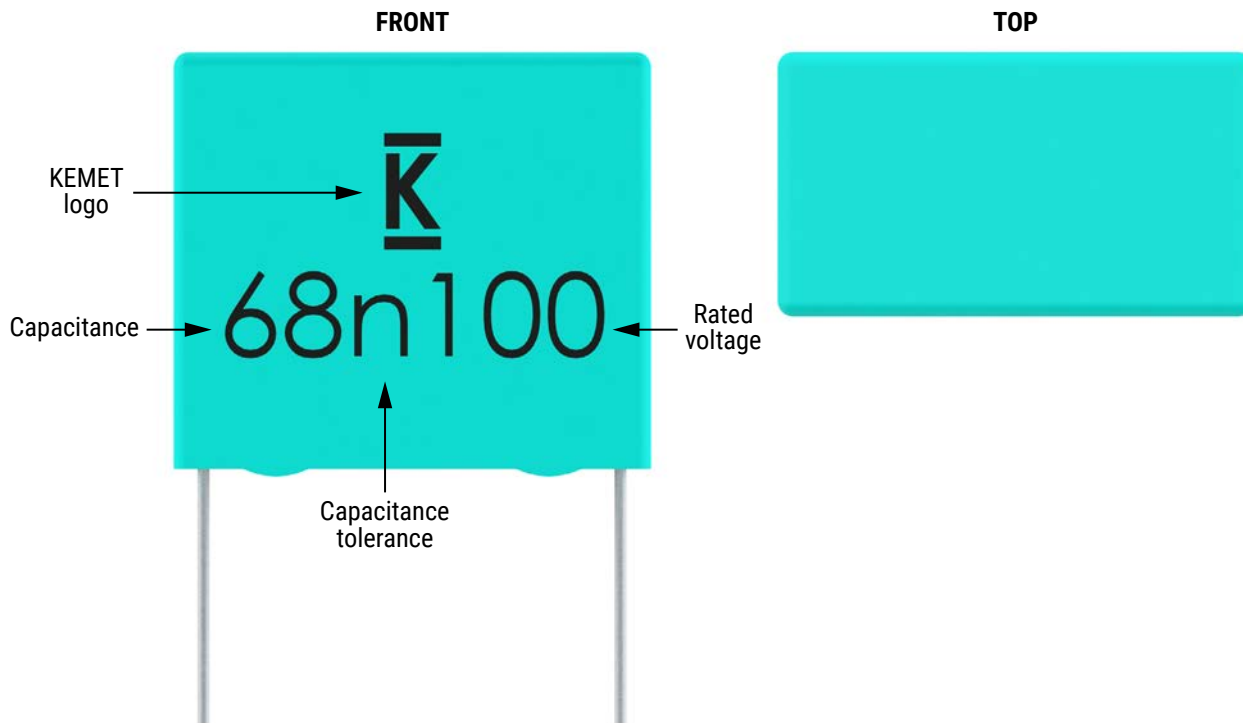 FRONT
TOP
K
KEMET
logo
68n100
Capacitance
Rated
voltage
Capacitance
tolerance